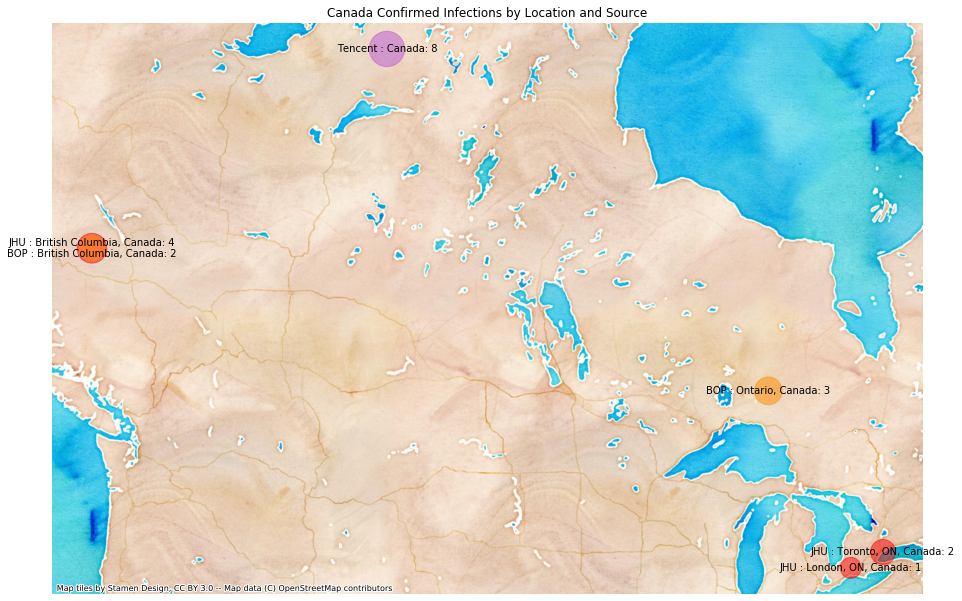 Canada Confirmed Infections by Location and Source
Tencent : Canada: 8
JHU : British Columbia, Canada: 4
BOP : British Columbia, Canada: 2
BOP : Ontario, Canada: 3
JHU : Toronto, ON, Canada: 2
JHU : London, ON, Canada: 1
Map tiles by Stamen Design, CC BY 3.0 -- Map data (C) OpenStreetMap contributors